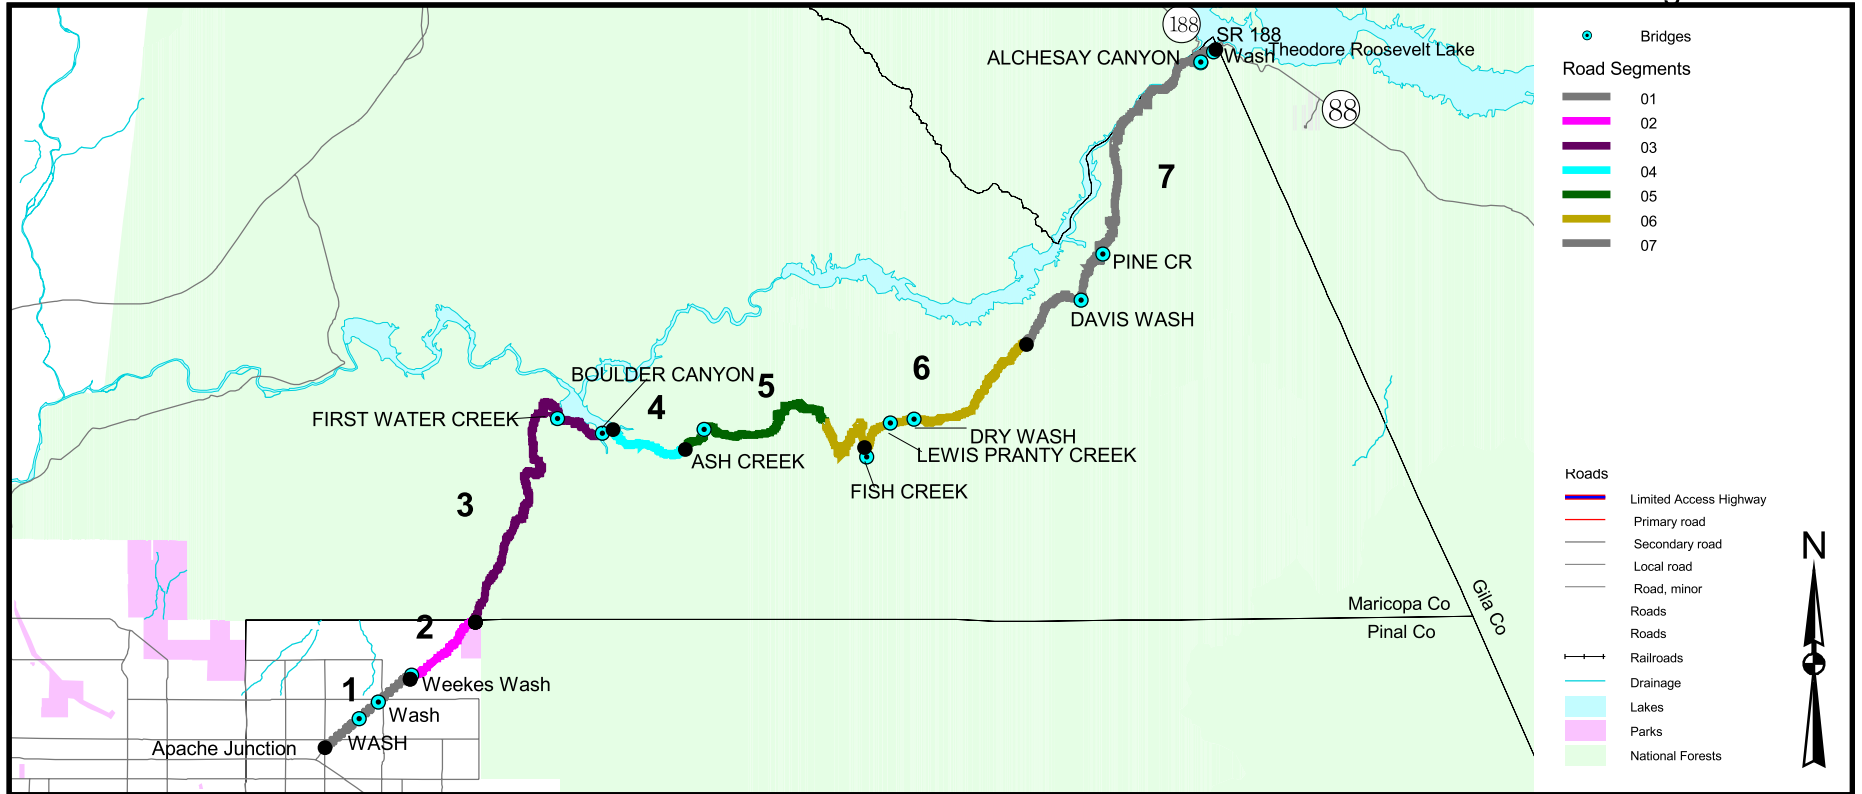 188
SR 188
ALCHESAY CANYON
Wash
Theodore Roosevelt Lake
88
7
PINE CR
DAVIS WASH
6
BOULDER CANYON
5
4
FIRST WATER CREEK
DRY WASH
LEWIS PRANTY CREEK
ASH CREEK
FISH CREEK
3
Maricopa Co
Pinal Co
Gila Co
2
Weekes Wash
1
Wash
WASH
Apache Junction
Bridges
Road Segments
01
02
03
04
05
06
07
Roads
Limited Access Highway
Primary road
Secondary road
Local road
Road, minor
Roads
Roads
Railroads
Drainage
Lakes
Parks
National Forests
N